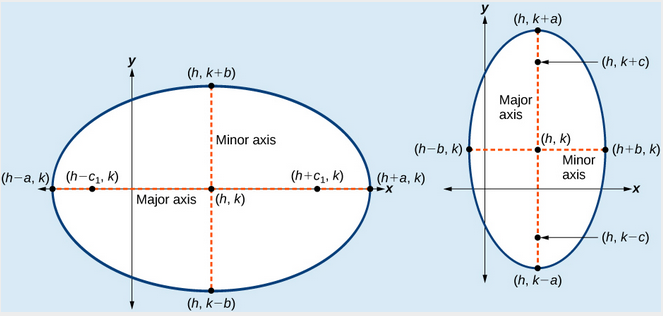 y
(h, k+b)
Minor axis
(h−a, k)
(h−c₁, k)
(h+c₁, k)
(h+a, k)
x
Major axis
(h, k)
(h, k−b)
y
(h, k+a)
(h, k+c)
Major
axis
(h, k)
(h−b, k)
(h+b, k)
Minor
axis
x
(h, k−c)
(h, k−a)